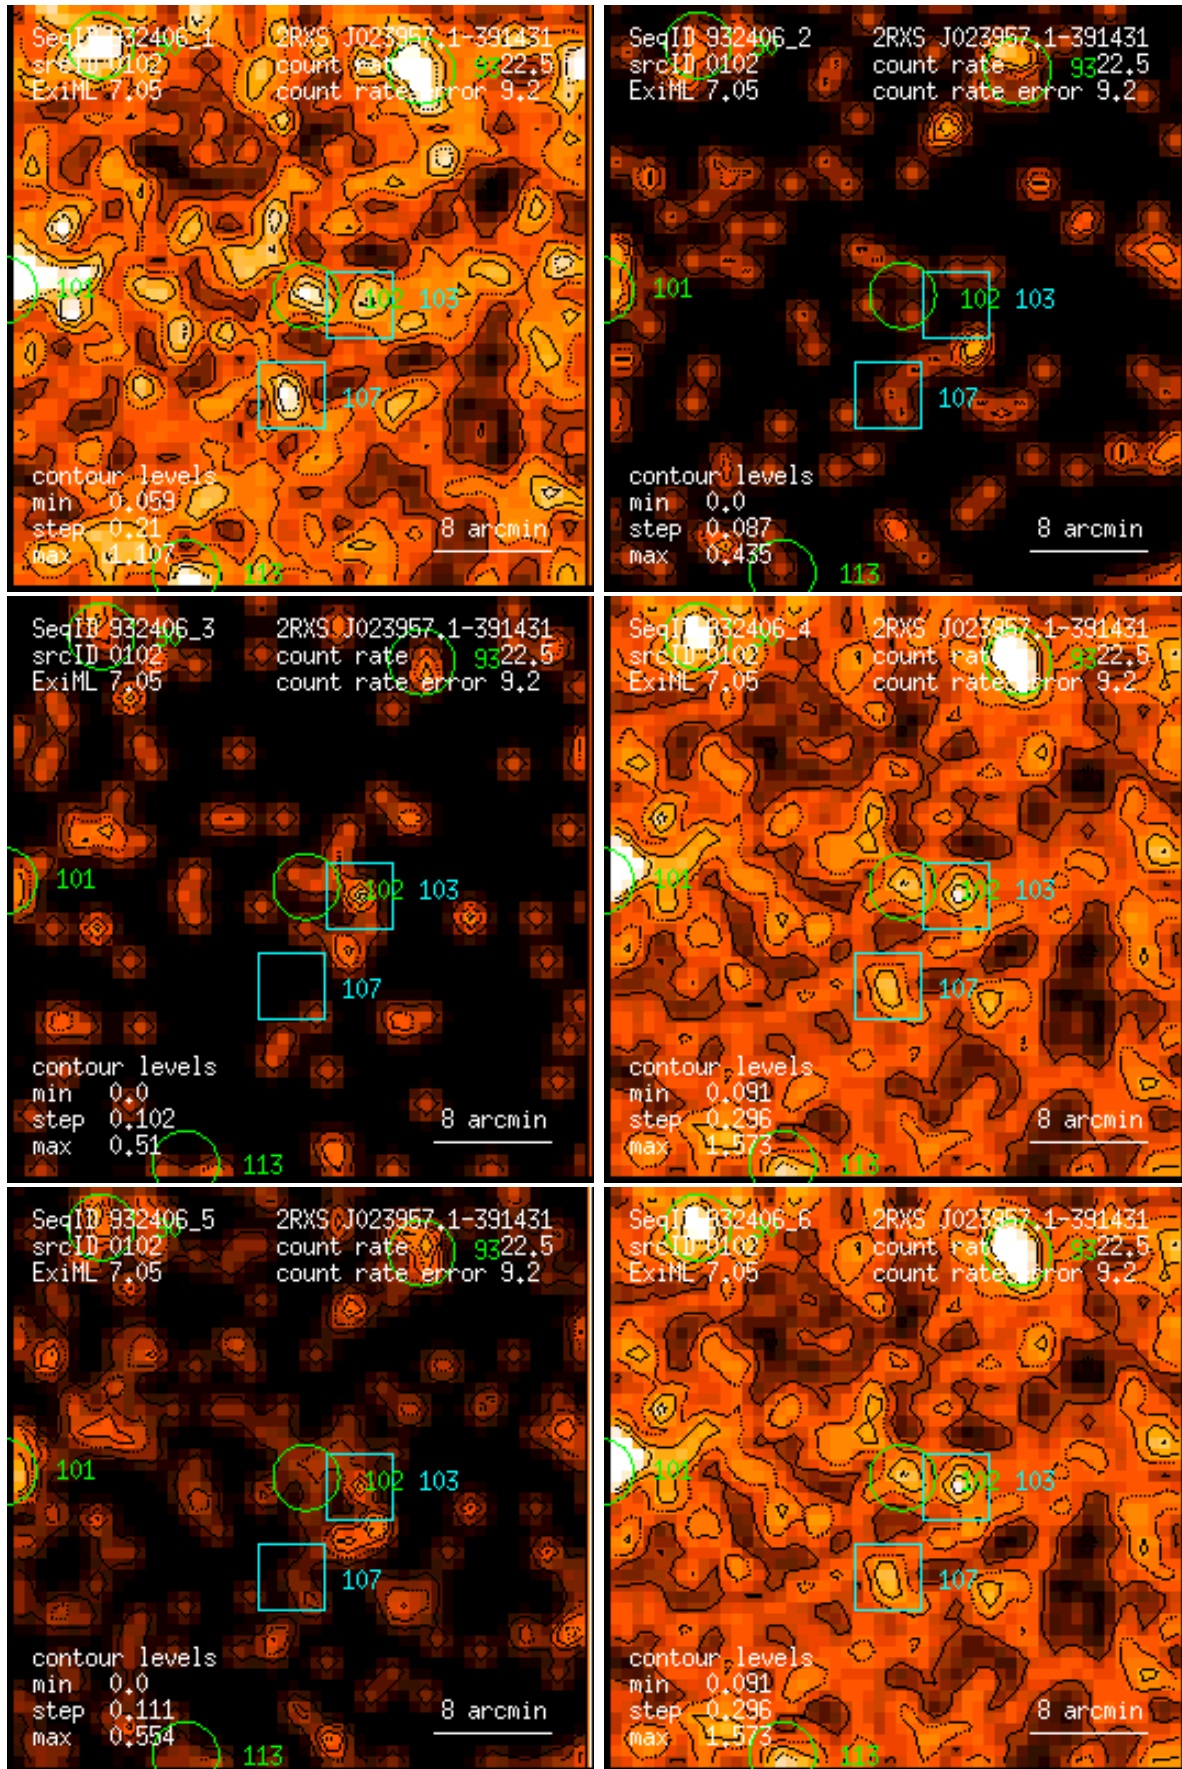 SeqID 932406_1 2RXS J023957.1-391431
srcID 0102 count rate 22.5
ExiML 7.05 count rate error 9.2
93
101
102 103
107
contour levels
min 0.059
step 0.21 8 arcmin
max 1.107
113
SeqID 932406_2 2RXS J023957.1-391431
srcID 0102 count rate 22.5
ExiML 7.05 count rate error 9.2
93
101
102 103
107
contour levels
min 0.0
step 0.087 8 arcmin
max 0.435
113
SeqID 932406_3 2RXS J023957.1-391431
srcID 0102 count rate 22.5
ExiML 7.05 count rate error 9.2
93
101
102 103
107
contour levels
min 0.0
step 0.102 8 arcmin
max 0.51
113
SeqID 932406_4 2RXS J023957.1-391431
srcID 0102 count rate 22.5
ExiML 7.05 count rate error 9.2
93
101
102 103
107
contour levels
min 0.091
step 0.296 8 arcmin
max 1.573
113
SeqID 932406_5 2RXS J023957.1-391431
srcID 0102 count rate 22.5
ExiML 7.05 count rate error 9.2
93
101
102 103
107
contour levels
min 0.0
step 0.111 8 arcmin
max 0.554
113
SeqID 932406_6 2RXS J023957.1-391431
srcID 0102 count rate 22.5
ExiML 7.05 count rate error 9.2
93
101
102 103
107
contour levels
min 0.091
step 0.296 8 arcmin
max 1.573
113